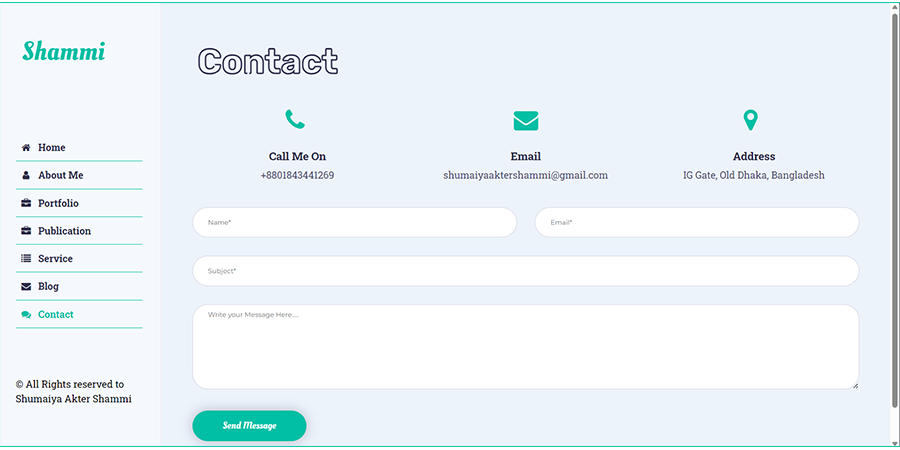 Shammi
Home
About Me
Portfolio
Publication
Service
Blog
Contact
© All Rights reserved to
Shumaiya Akter Shammi
Contact
Call Me On
+8801843441269
Email
shumaiyaaktershammi@gmail.com
Address
IG Gate, Old Dhaka, Bangladesh
Name*
Email*
Subject*
Write your Message Here....
Send Message